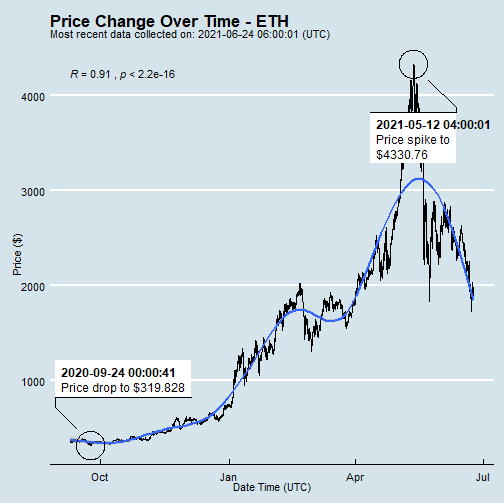 Price Change Over Time - ETH
Most recent data collected on: 2021-06-24 06:00:01 (UTC)
R = 0.91 , p < 2.2e-16
4000
2021-05-12 04:00:01
Price spike to
$4330.76
3000
Price ($)
2000
2020-09-24 00:00:41
Price drop to $319.828
1000
Oct
Jan
Apr
Jul
Date Time (UTC)